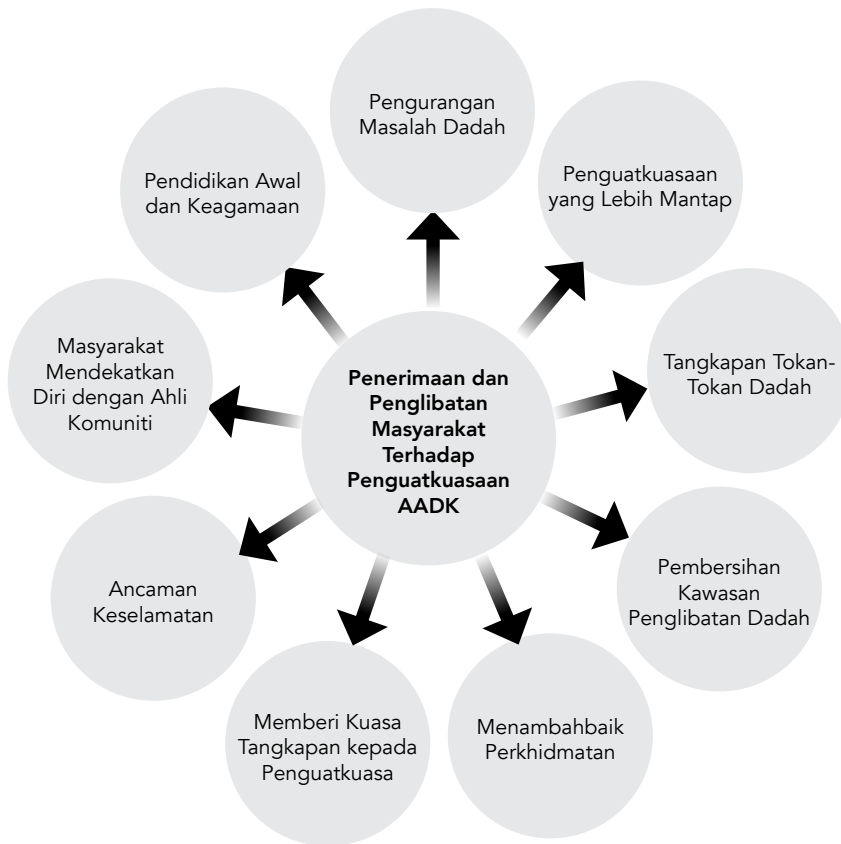 Pengurangan
Masalah Dadah
Penguatkuasaan
yang Lebih Mantap
Tangkapan Tokan-
Tokan Dadah
Pembersihan
Kawasan
Penglibatan Dadah
Menambahbaik
Perkhidmatan
Memberi Kuasa
Tangkapan kepada
Penguatkuasa
Ancaman
Keselamatan
Masyarakat
Mendekatkan
Diri dengan Ahli
Komuniti
Pendidikan Awal
dan Keagamaan
Penerimaan dan
Penglibatan
Masyarakat
Terhadap
Penguatkuasaan
AADK